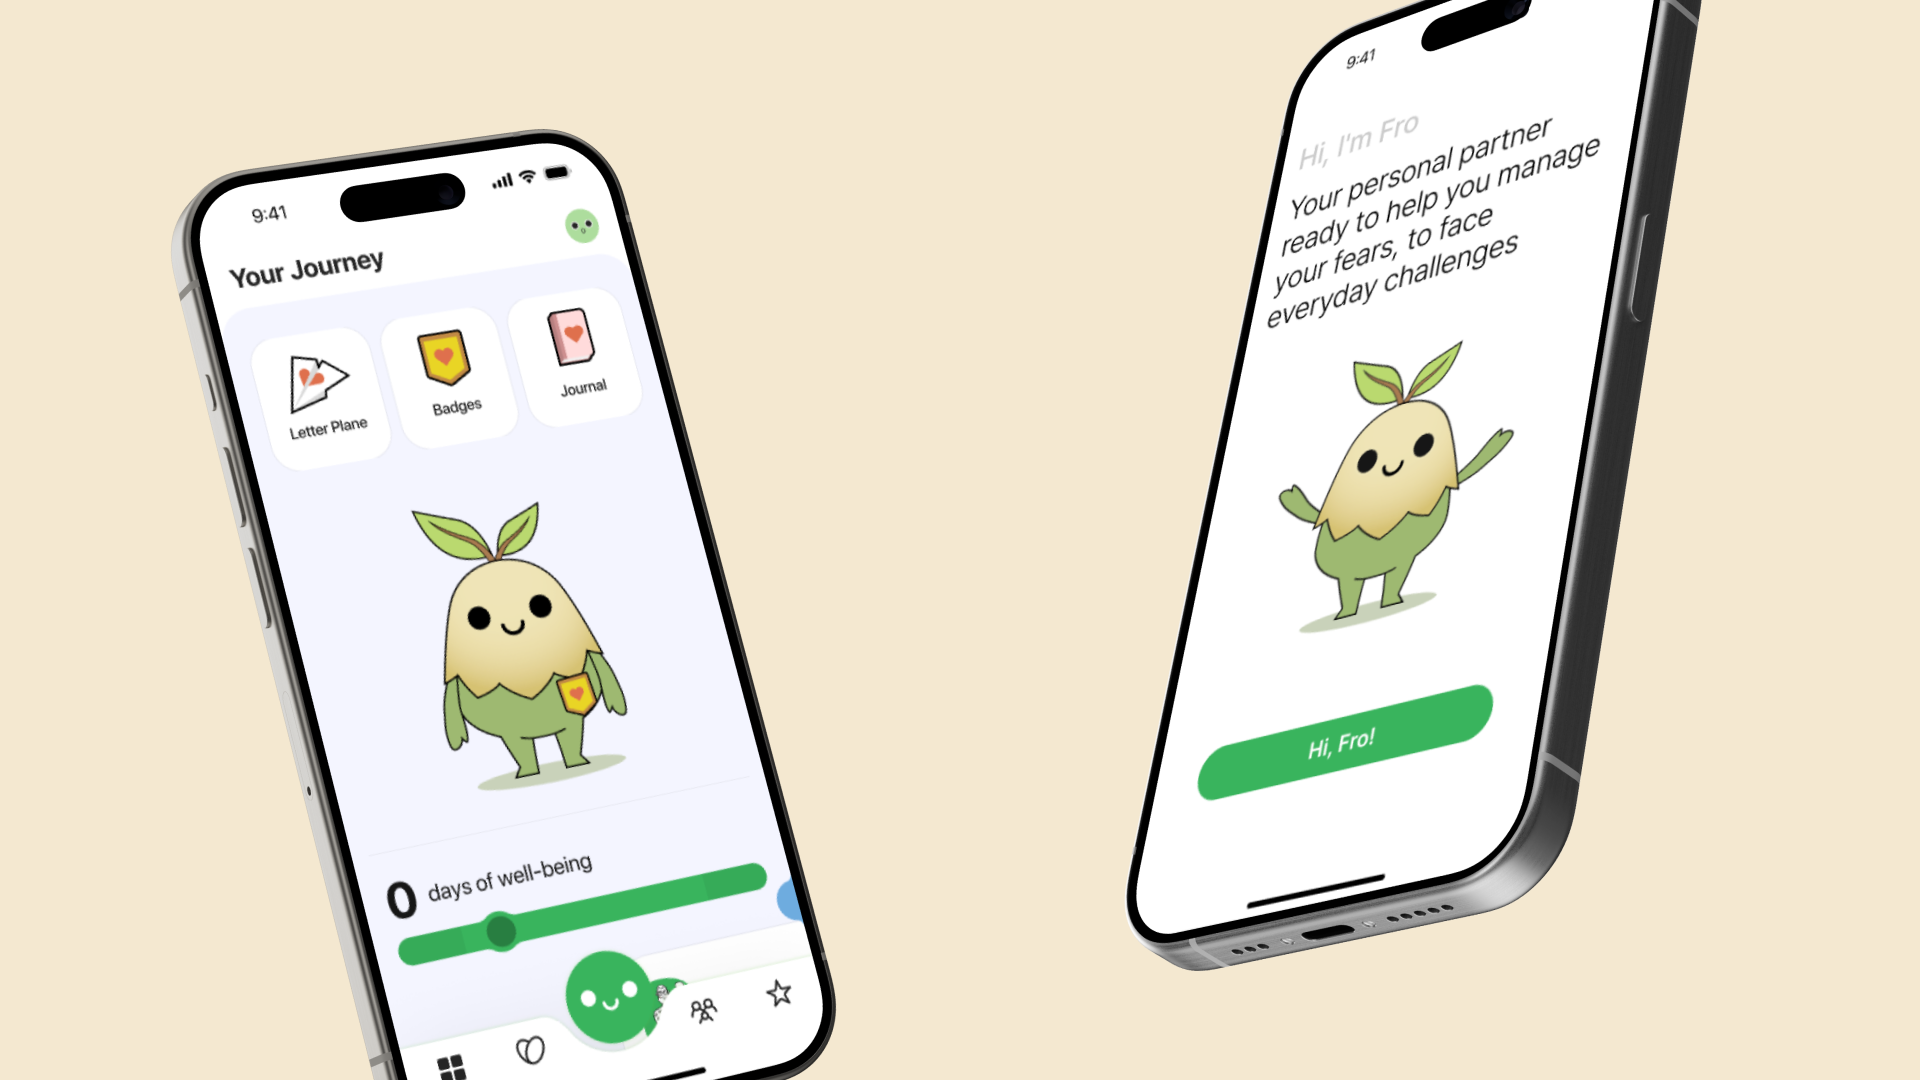 9:41
Your Journey
Letter Plane
Badges
Journal
0 days of well-being
9:41
Hi, I'm Fro
Your personal partner
ready to help you manage
your fears, to face
everyday challenges
Hi, Fro!